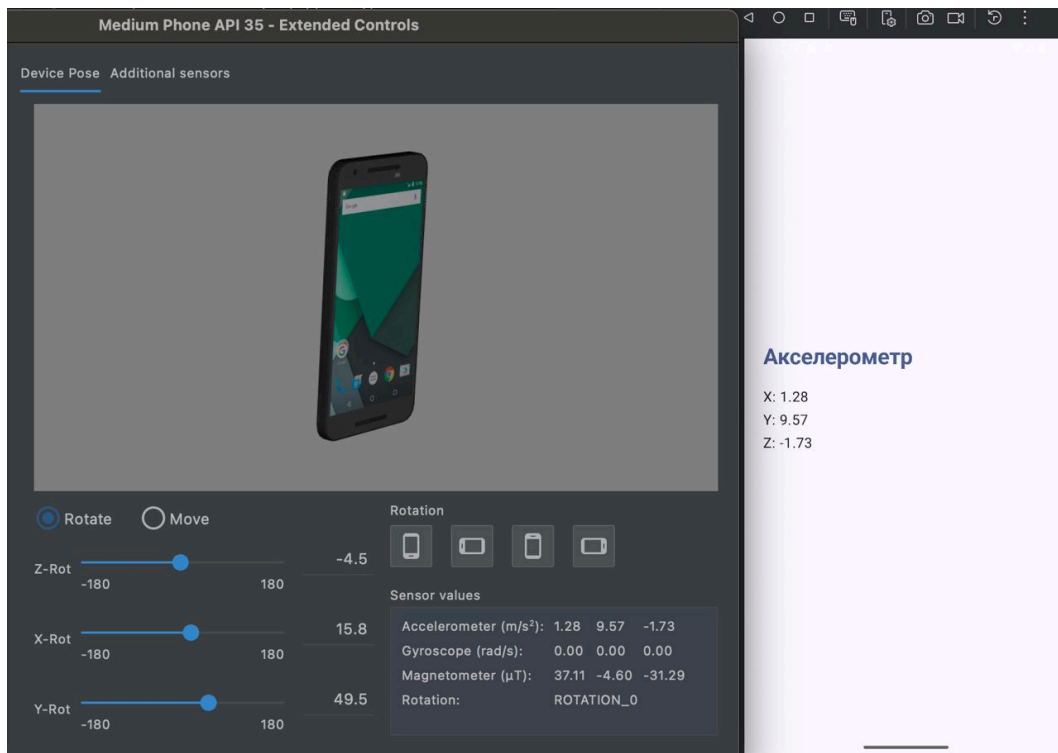 Medium Phone API 35 - Extended Controls
Device Pose Additional sensors
Google
Rotate Move
Z-Rot -4.5
-180 180
X-Rot 15.8
-180 180
Y-Rot 49.5
-180 180
Rotation
Sensor values
Accelerometer (m/s²): 1.28 9.57 -1.73
Gyroscope (rad/s): 0.00 0.00 0.00
Magnetometer (μT): 37.11 -4.60 -31.29
Rotation: ROTATION_0
Акселерометр
X: 1.28
Y: 9.57
Z: -1.73